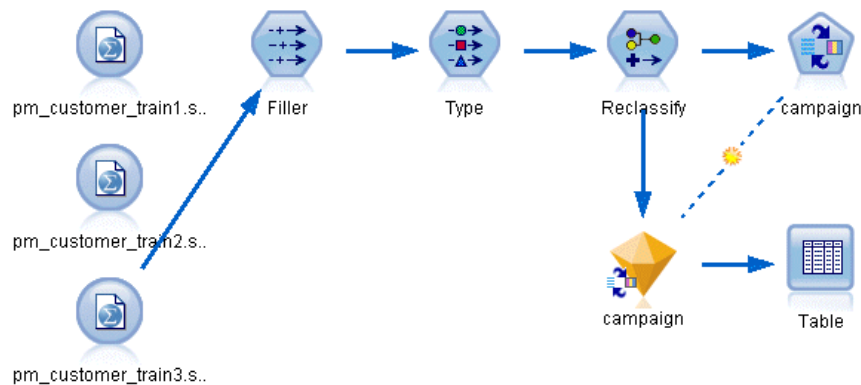 pm_customer_train1.s..
Filler
Type
Reclassify
campaign
pm_customer_train2.s..
campaign
Table
pm_customer_train3.s..